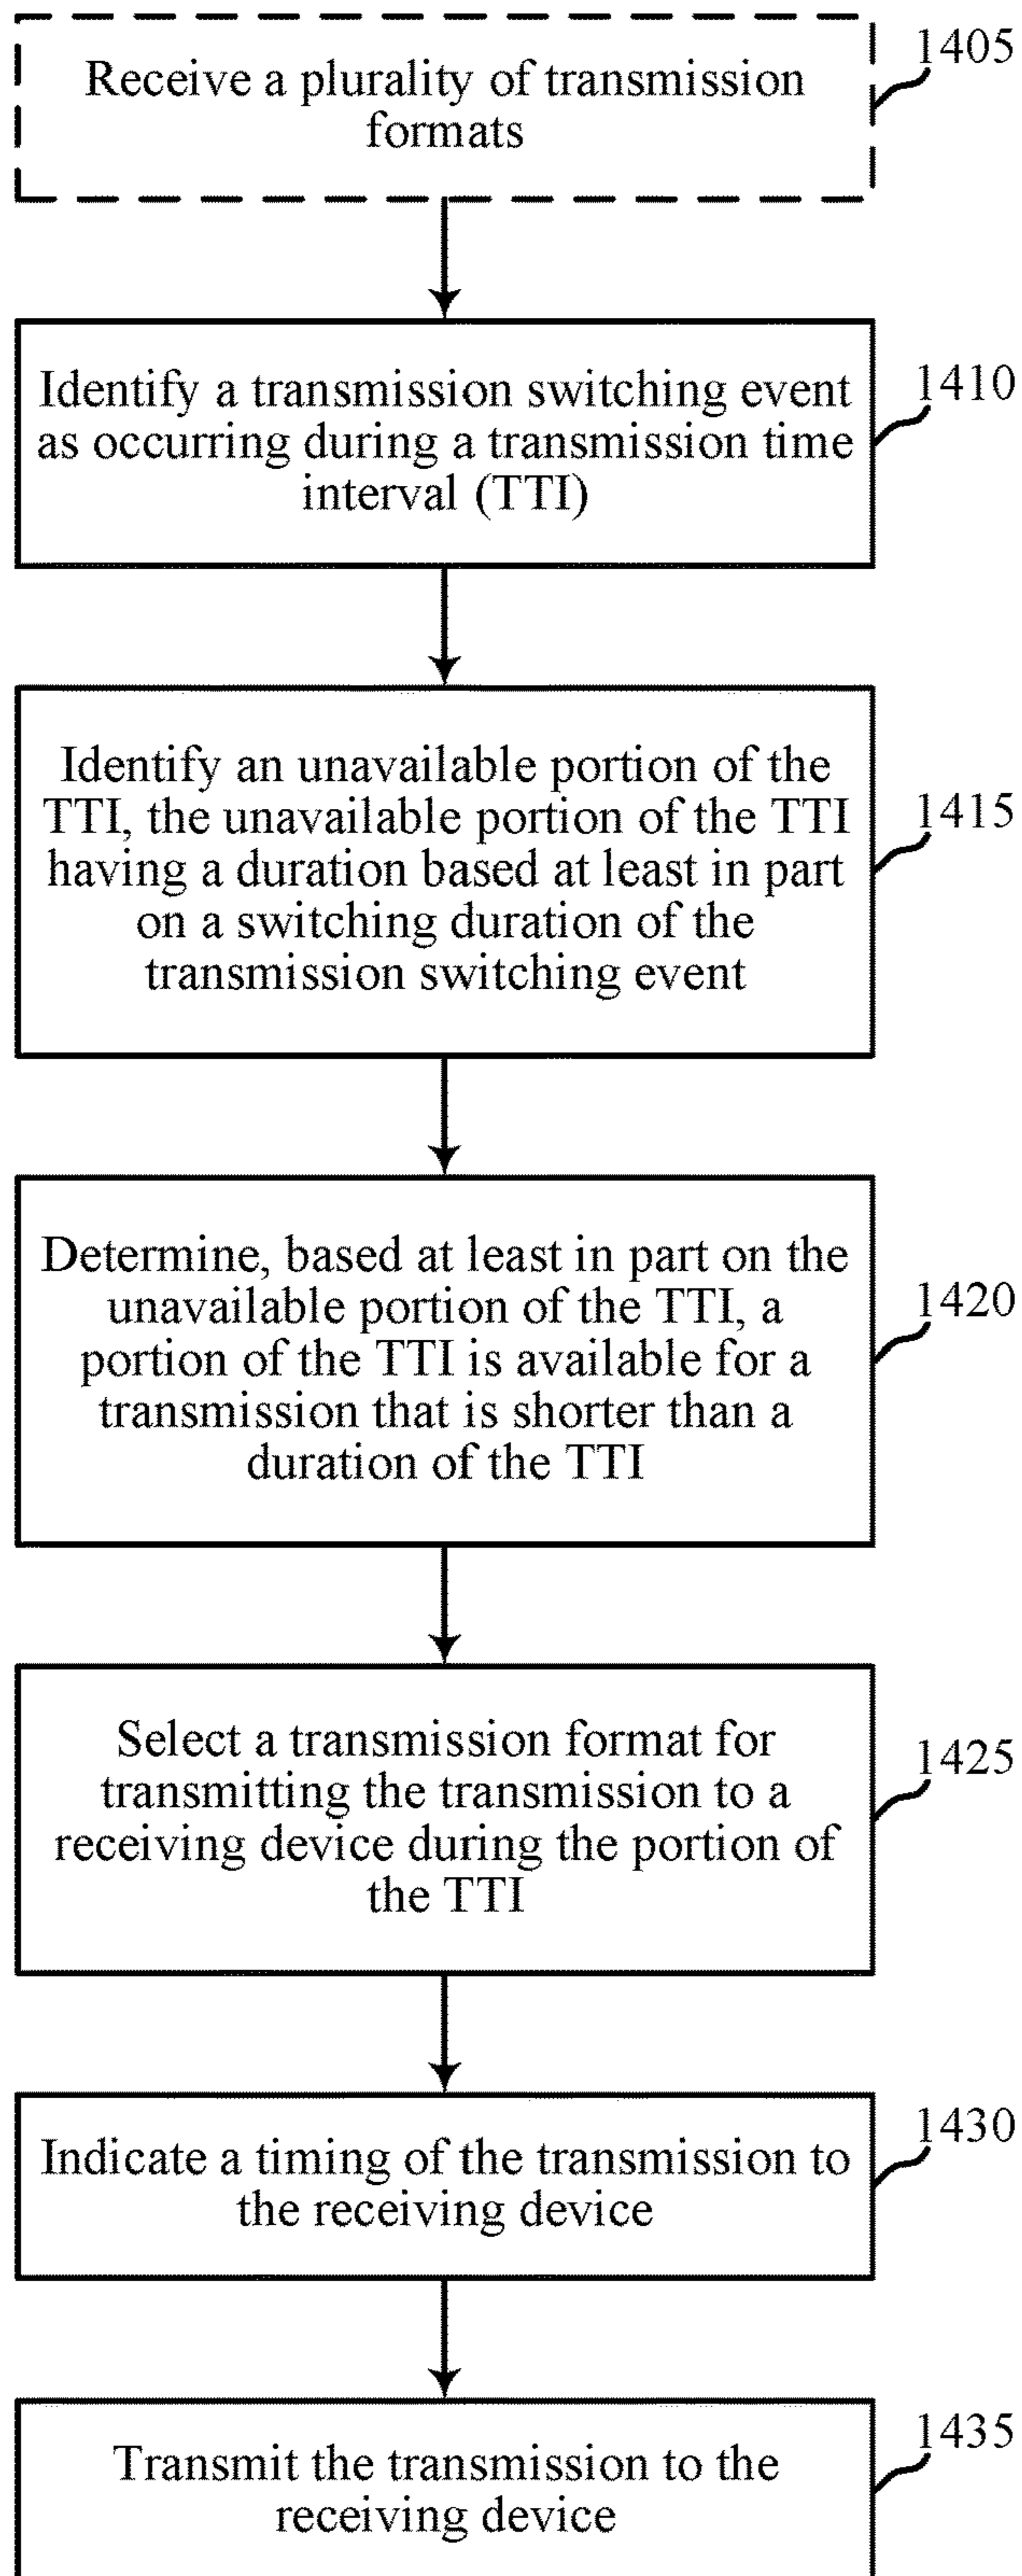 Receive a plurality of transmission
formats
1405
Identify a transmission switching event
as occurring during a transmission time
interval (TTI)
1410
Identify an unavailable portion of the
TTI, the unavailable portion of the TTI
having a duration based at least in part
on a switching duration of the
transmission switching event
1415
Determine, based at least in part on the
unavailable portion of the TTI, a
portion of the TTI is available for a
transmission that is shorter than a
duration of the TTI
1420
Select a transmission format for
transmitting the transmission to a
receiving device during the portion of
the TTI
1425
Indicate a timing of the transmission to
the receiving device
1430
Transmit the transmission to the
receiving device
1435